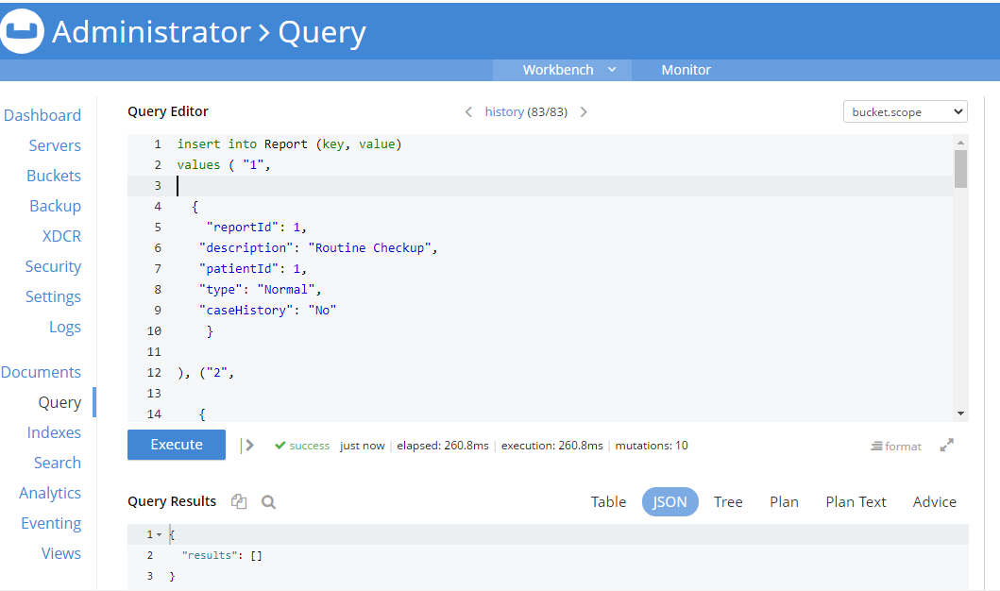 Administrator > Query
Workbench Monitor
Dashboard
Servers
Buckets
Backup
XDCR
Security
Settings
Logs
Documents
Query
Indexes
Search
Analytics
Eventing
Views
Query Editor < history (83/83) > bucket.scope
1 insert into Report (key, value)
2 values ( "1",
3
4 {
5 "reportId": 1,
6 "description": "Routine Checkup",
7 "patientId": 1,
8 "type": "Normal",
9 "caseHistory": "No"
10 }
11
12 ), ("2",
13
14 {
Execute success just now | elapsed: 260.8ms | execution: 260.8ms | mutations: 10 format
Query Results Table JSON Tree Plan Plan Text Advice
1 {
2 "results": []
3 }